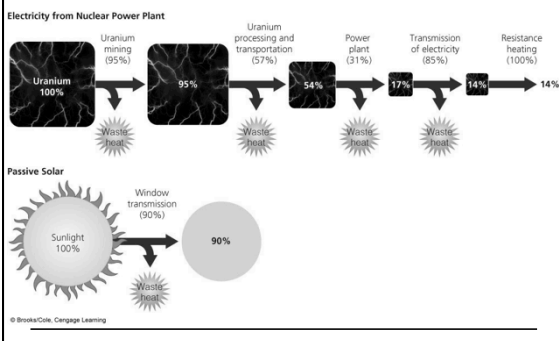 Electricity from Nuclear Power Plant
Uranium
mining
(95%)
Uranium
processing and
transportation
(57%)
Power
plant
(31%)
Transmission
of electricity
(85%)
Resistance
heating
(100%)
Uranium
100%
95%
54%
17%
14%
14%
Waste
heat
Waste
heat
Waste
heat
Waste
heat
Passive Solar
Window
transmission
(90%)
Sunlight
100%
90%
Waste
heat
© Brooks/Cole, Cengage Learning